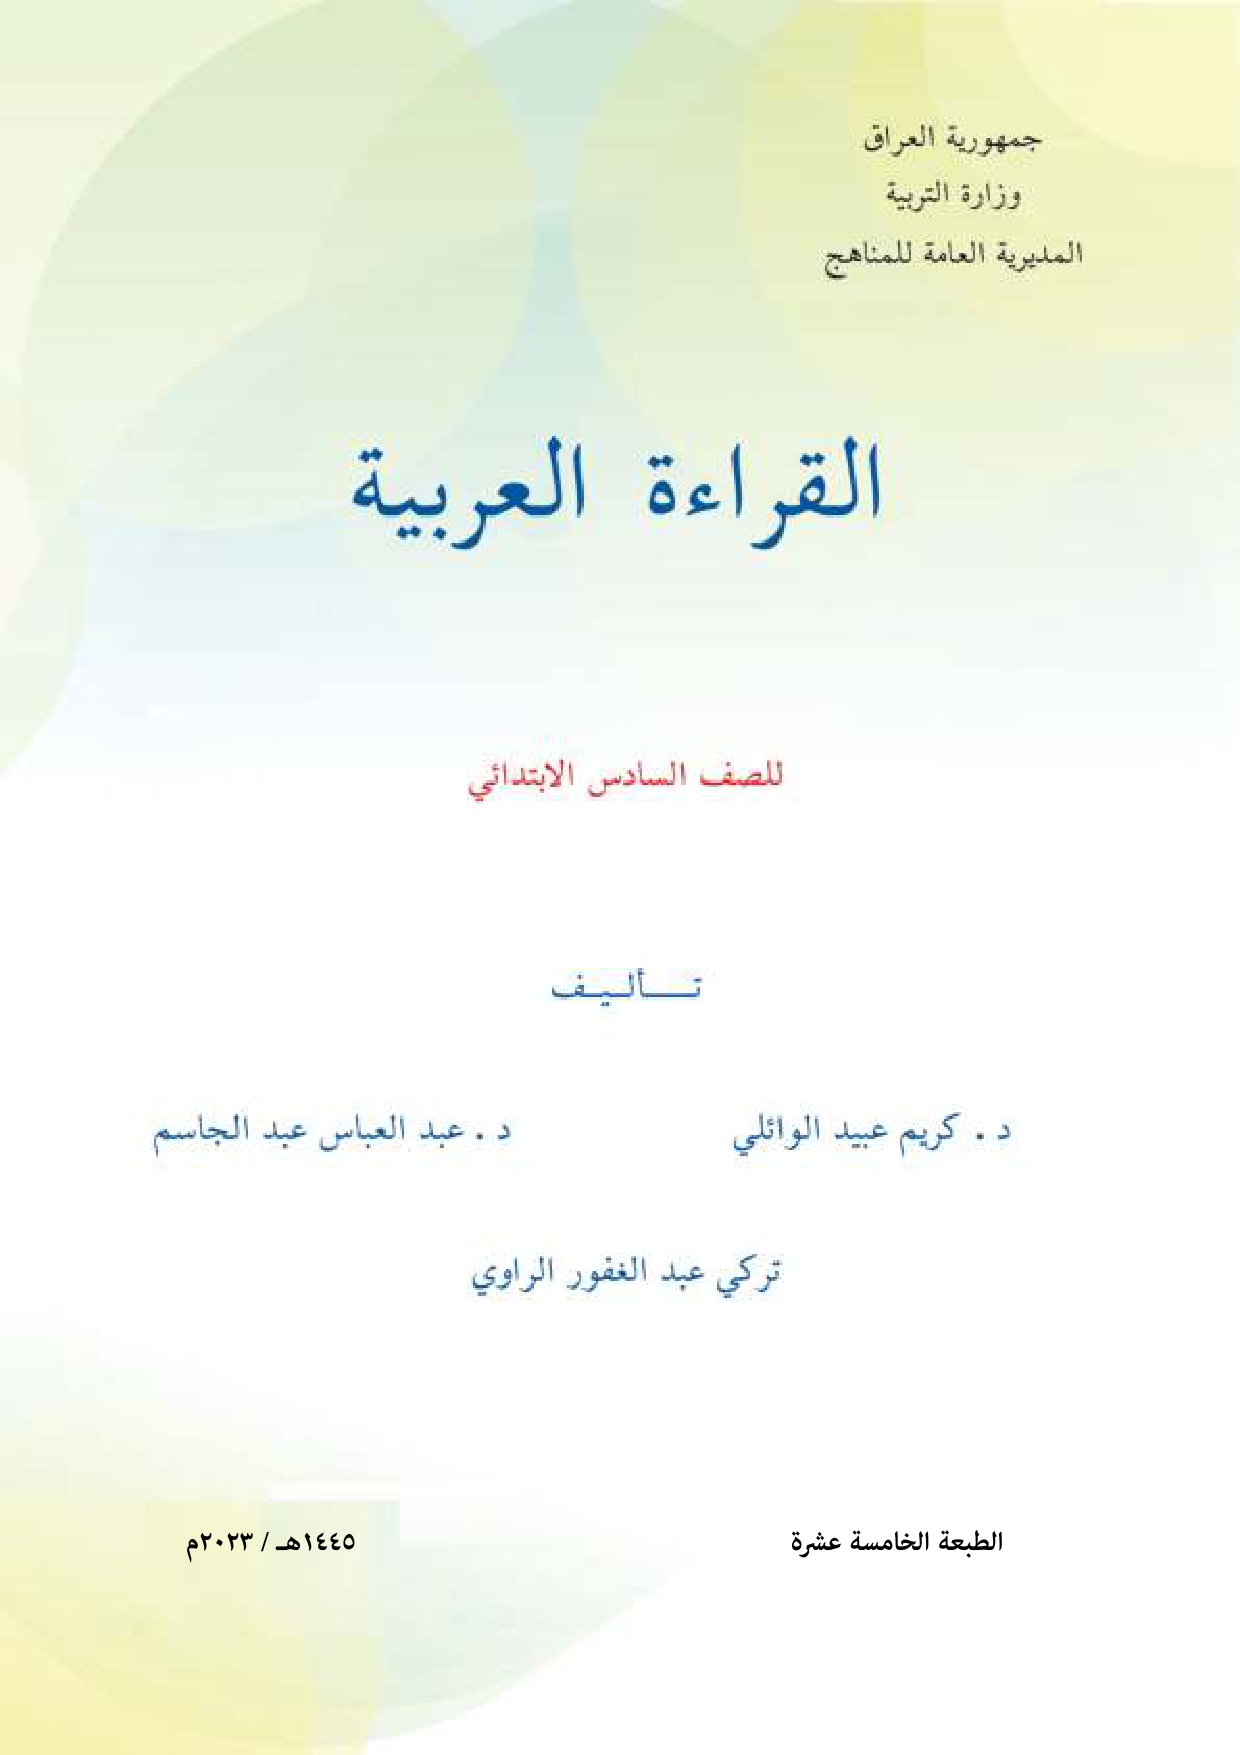 جمهورية العراق
وزارة التربية
المديرية العامة للمناهج
القراءة العربية
للصف السادس الابتدائي
تــــأليــف
د . كريم عبيد الوائلي د . عبد العباس عبد الجاسم
تركي عبد الغفور الراوي
الطبعة الخامسة عشرة ١٤٤٥هـ / ٢٠٢٣م